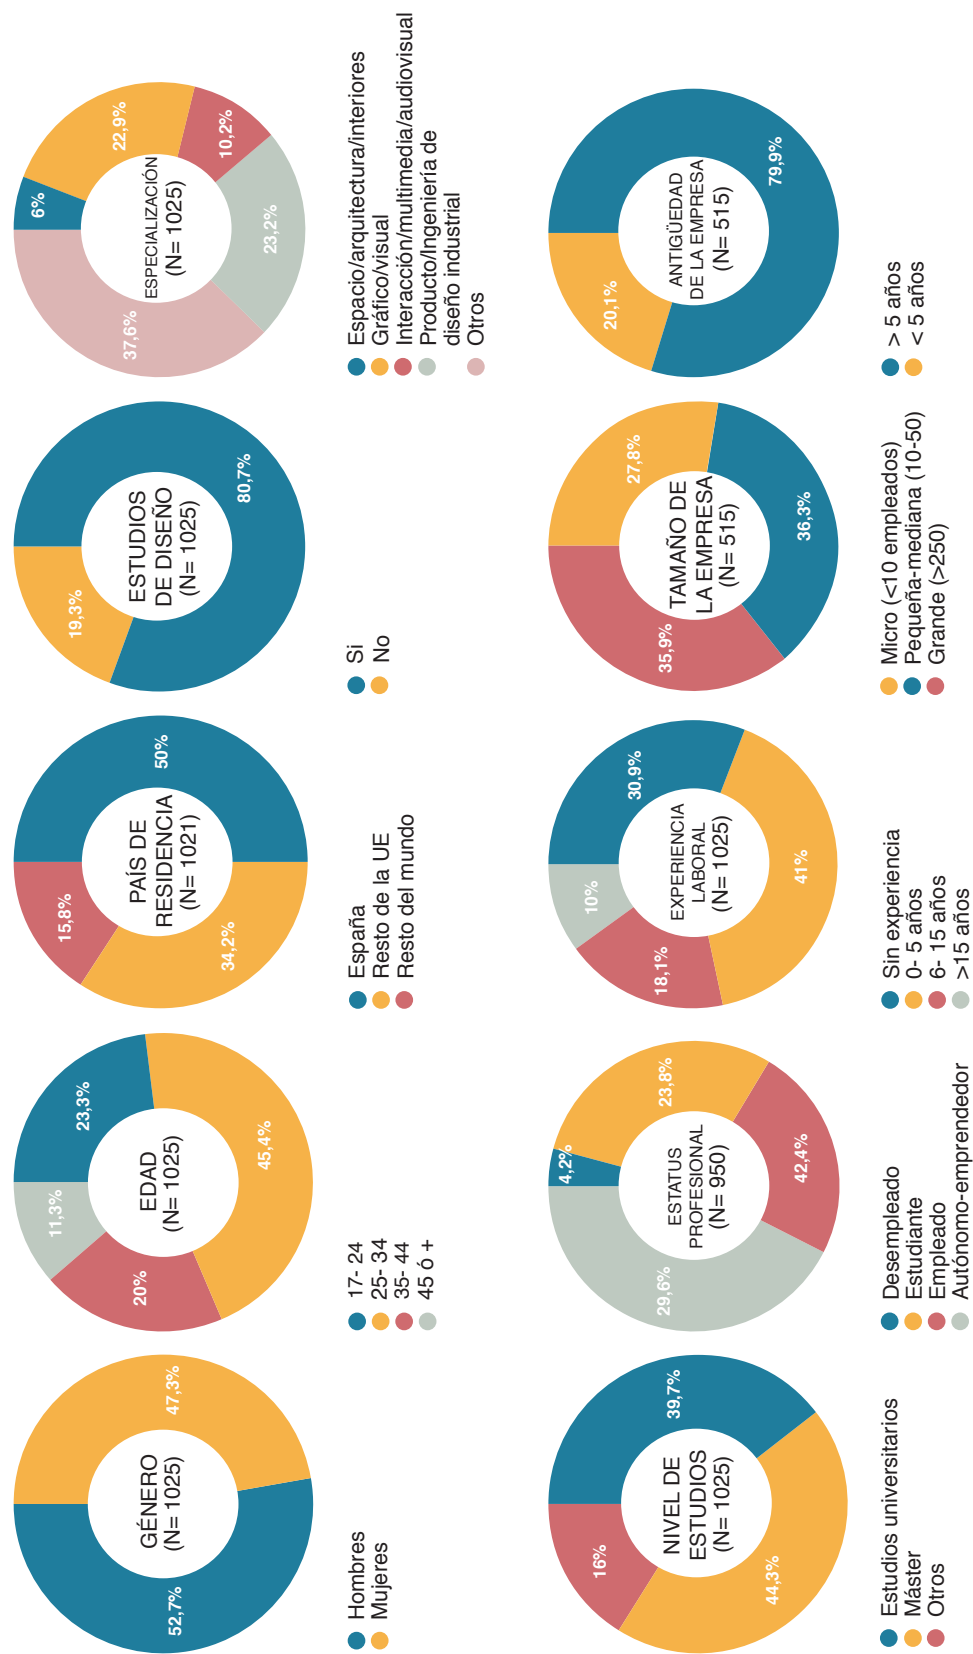 GÉNERO
(N= 1025)
52,7%
47,3%
Hombres
Mujeres
EDAD
(N= 1025)
23,3%
45,4%
20%
11,3%
17- 24
25- 34
35- 44
45 ó +
PAÍS DE
RESIDENCIA
(N= 1021)
50%
34,2%
15,8%
España
Resto de la UE
Resto del mundo
ESTUDIOS
DE DISEÑO
(N= 1025)
80,7%
19,3%
Si
No
ESPECIALIZACIÓN
(N= 1025)
6%
22,9%
10,2%
23,2%
37,6%
Espacio/arquitectura/interiores
Gráfico/visual
Interacción/multimedia/audiovisual
Producto/Ingeniería de
diseño industrial
Otros
NIVEL DE
ESTUDIOS
(N= 1025)
39,7%
44,3%
16%
Estudios universitarios
Máster
Otros
ESTATUS
PROFESIONAL
(N= 950)
4,2%
23,8%
42,4%
29,6%
Desempleado
Estudiante
Empleado
Autónomo-emprendedor
EXPERIENCIA
LABORAL
(N= 1025)
30,9%
41%
18,1%
10%
Sin experiencia
0- 5 años
6- 15 años
>15 años
TAMAÑO DE
LA EMPRESA
(N= 515)
27,8%
36,3%
35,9%
Micro (<10 empleados)
Pequeña-mediana (10-50)
Grande (>250)
ANTIGÜEDAD
DE LA EMPRESA
(N= 515)
79,9%
20,1%
> 5 años
< 5 años